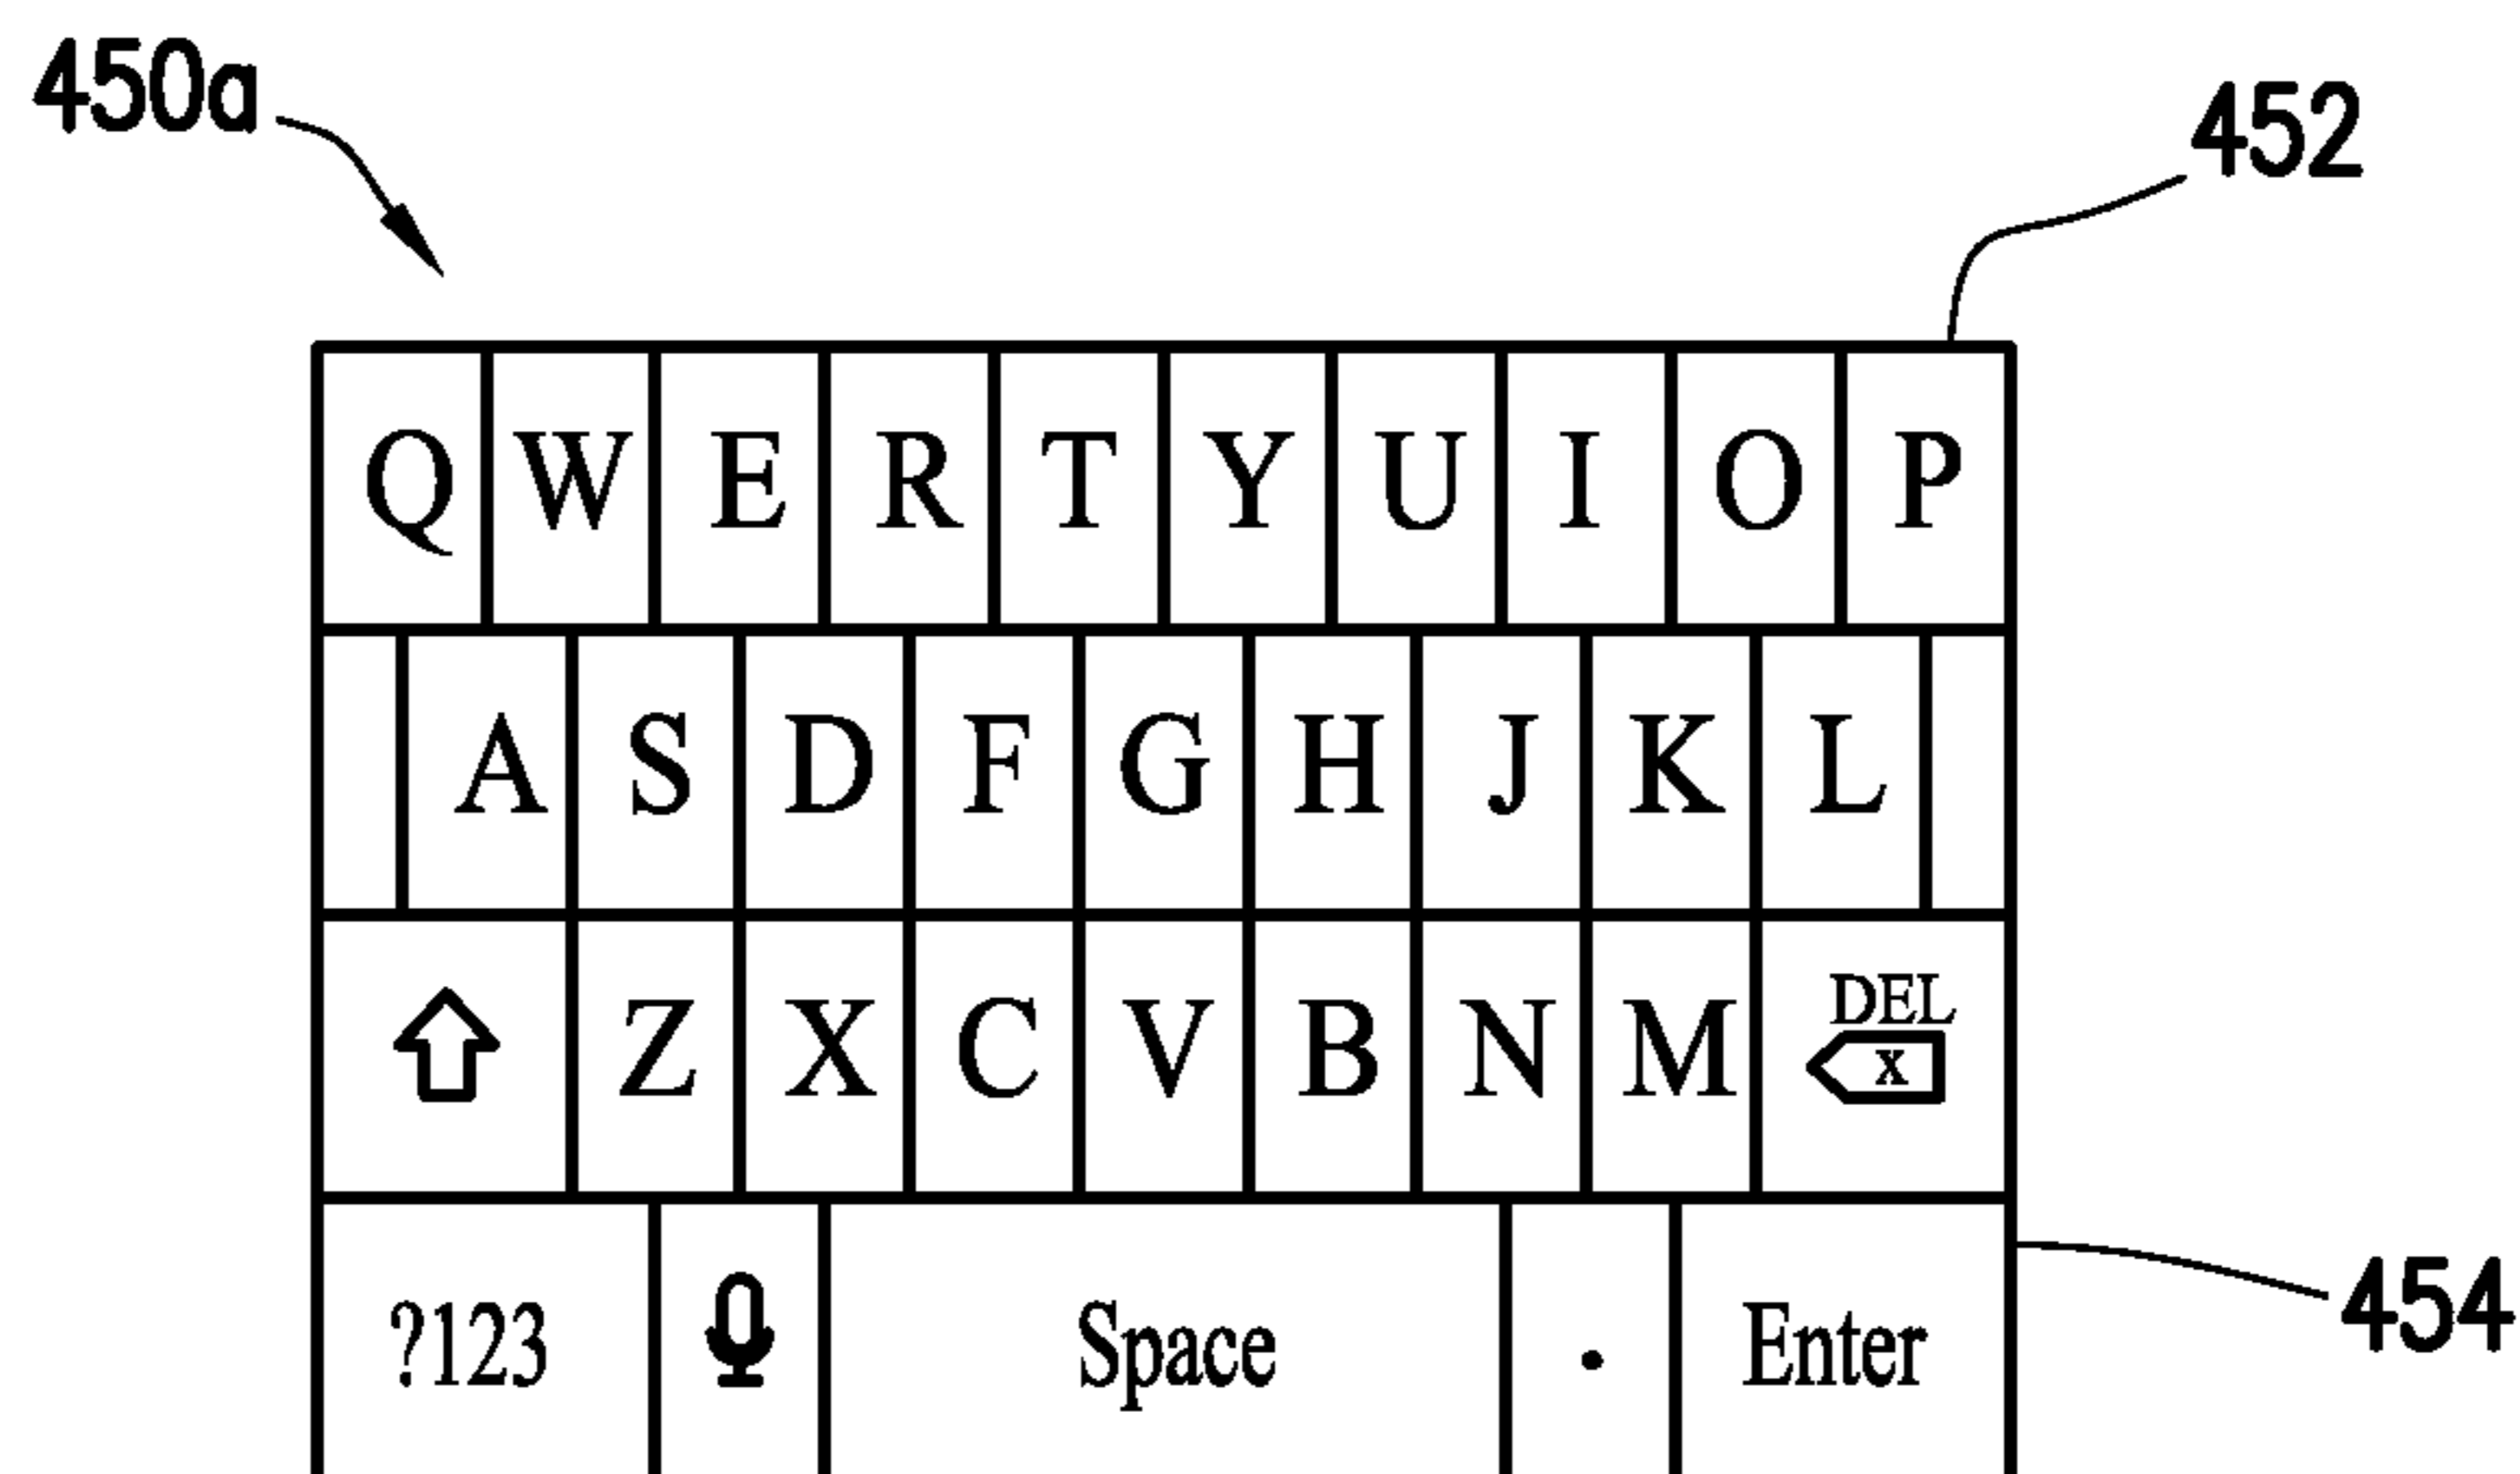 450a
452
Q W E R T Y U I O P
A S D F G H J K L
Z X C V B N M DEL
X
?123 Space . Enter
454